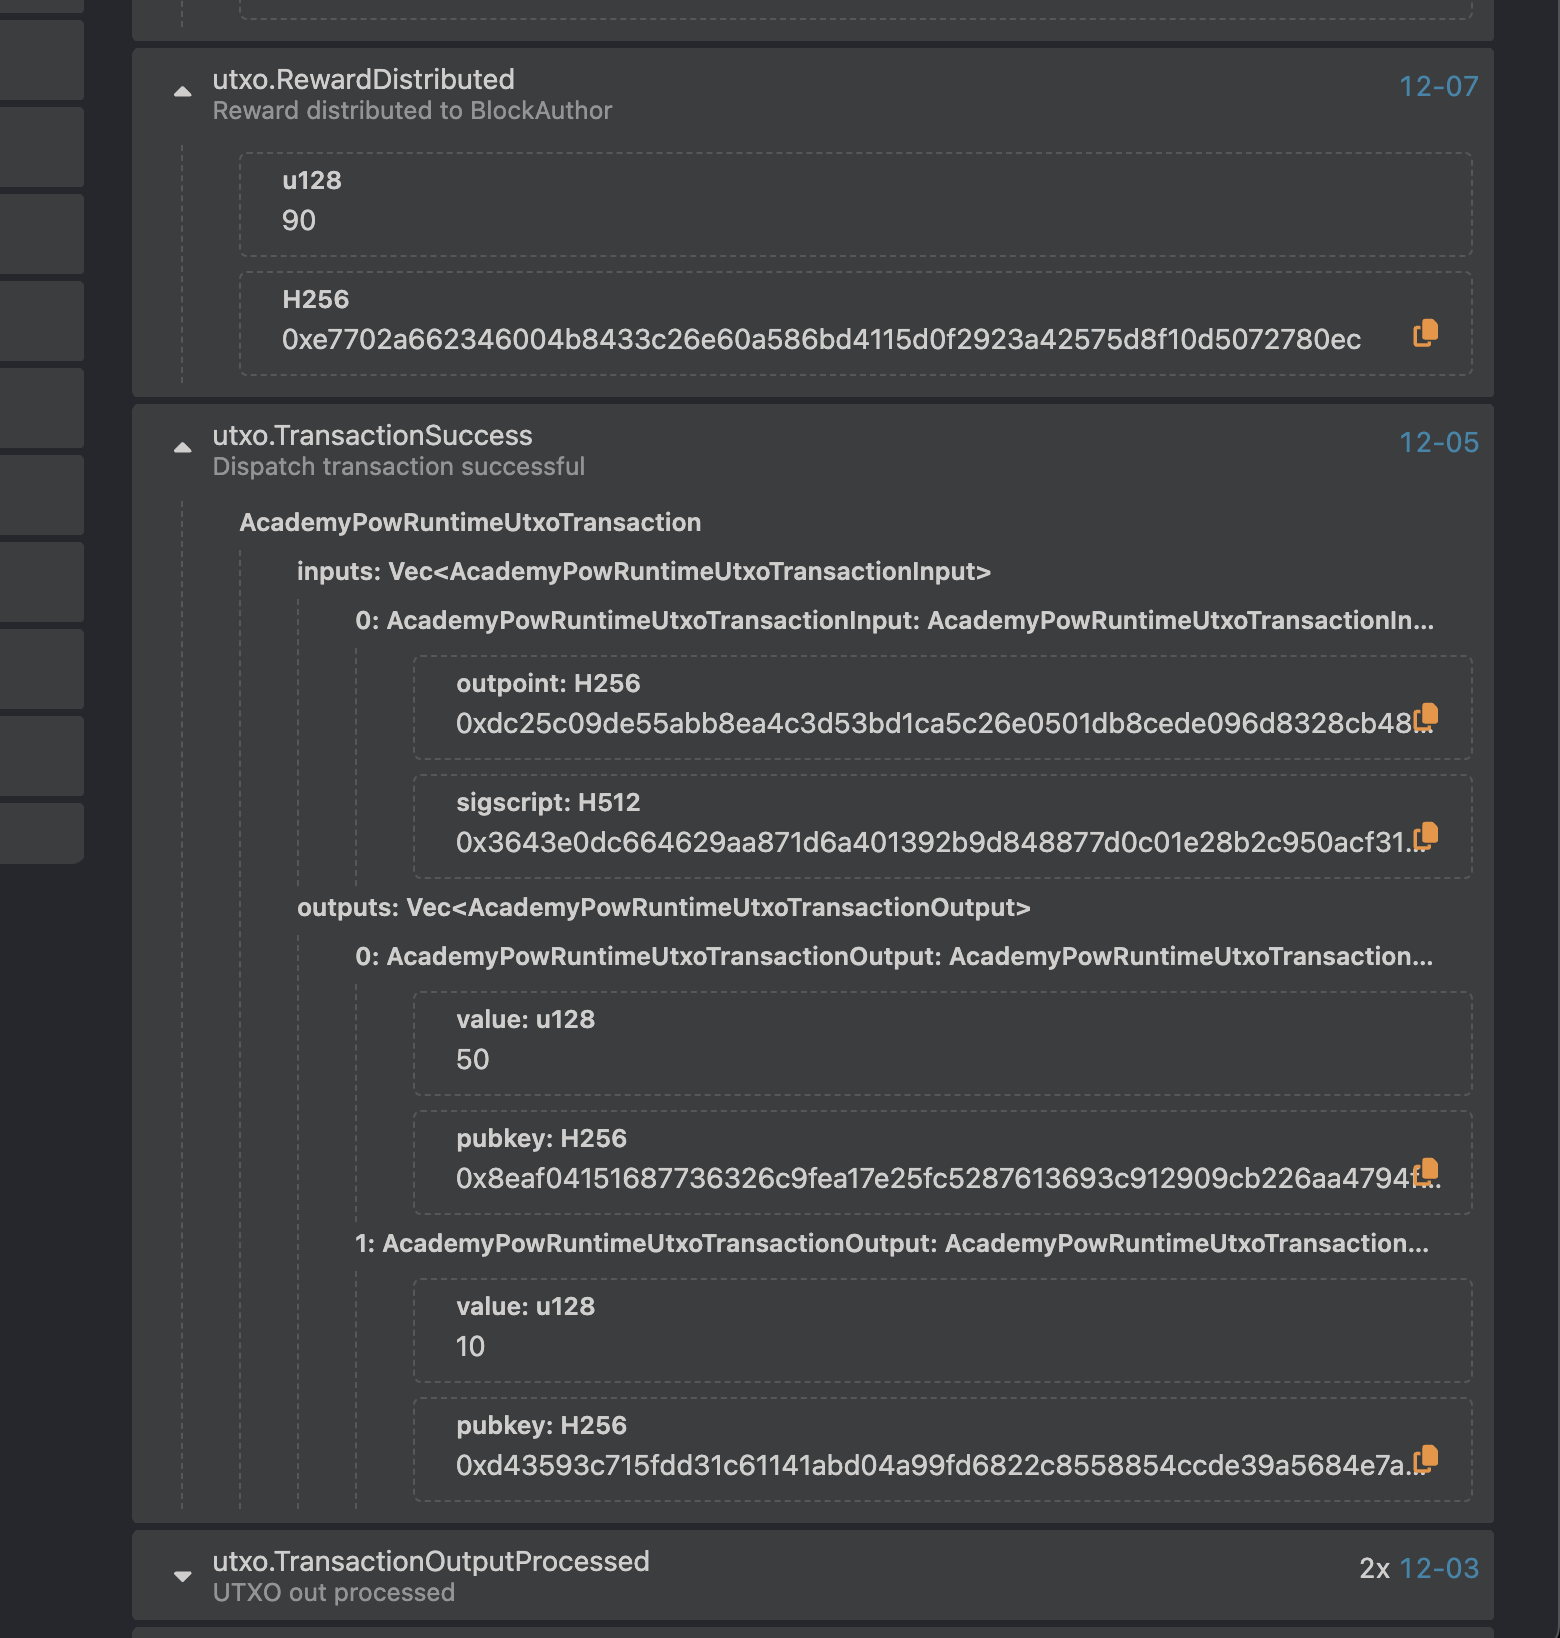 utxo.RewardDistributed
12-07
Reward distributed to BlockAuthor
u128
90
H256
0xe7702a662346004b8433c26e60a586bd4115d0f2923a42575d8f10d5072780ec
utxo.TransactionSuccess
12-05
Dispatch transaction successful
AcademyPowRuntimeUtxoTransaction
inputs: Vec<AcademyPowRuntimeUtxoTransactionInput>
0: AcademyPowRuntimeUtxoTransactionInput: AcademyPowRuntimeUtxoTransactionIn...
outpoint: H256
0xdc25c09de55abb8ea4c3d53bd1ca5c26e0501db8cede096d8328cb48...
sigscript: H512
0x3643e0dc664629aa871d6a401392b9d848877d0c01e28b2c950acf31...
outputs: Vec<AcademyPowRuntimeUtxoTransactionOutput>
0: AcademyPowRuntimeUtxoTransactionOutput: AcademyPowRuntimeUtxoTransaction...
value: u128
50
pubkey: H256
0x8eaf04151687736326c9fea17e25fc5287613693c912909cb226aa4794f...
1: AcademyPowRuntimeUtxoTransactionOutput: AcademyPowRuntimeUtxoTransaction...
value: u128
10
pubkey: H256
0xd43593c715fdd31c61141abd04a99fd6822c8558854ccde39a5684e7a...
utxo.TransactionOutputProcessed
2x 12-03
UTXO out processed